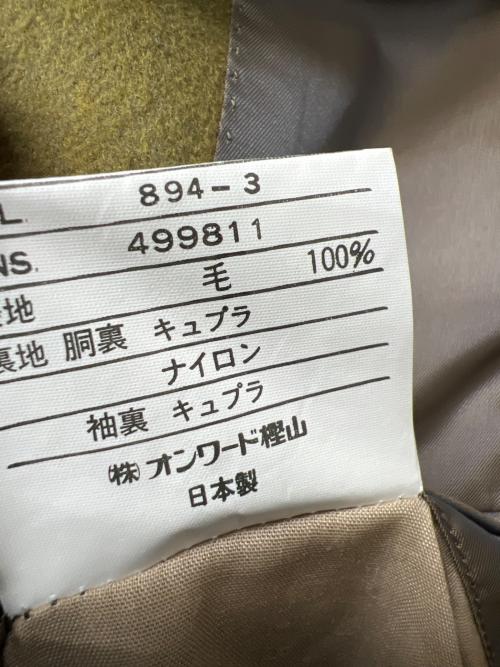 L. 894-3
NS. 499811
地 毛 100%
裏地 胴裏 キュプラ
ナイロン
袖裏 キュプラ
㈱オンワード樫山
日本製